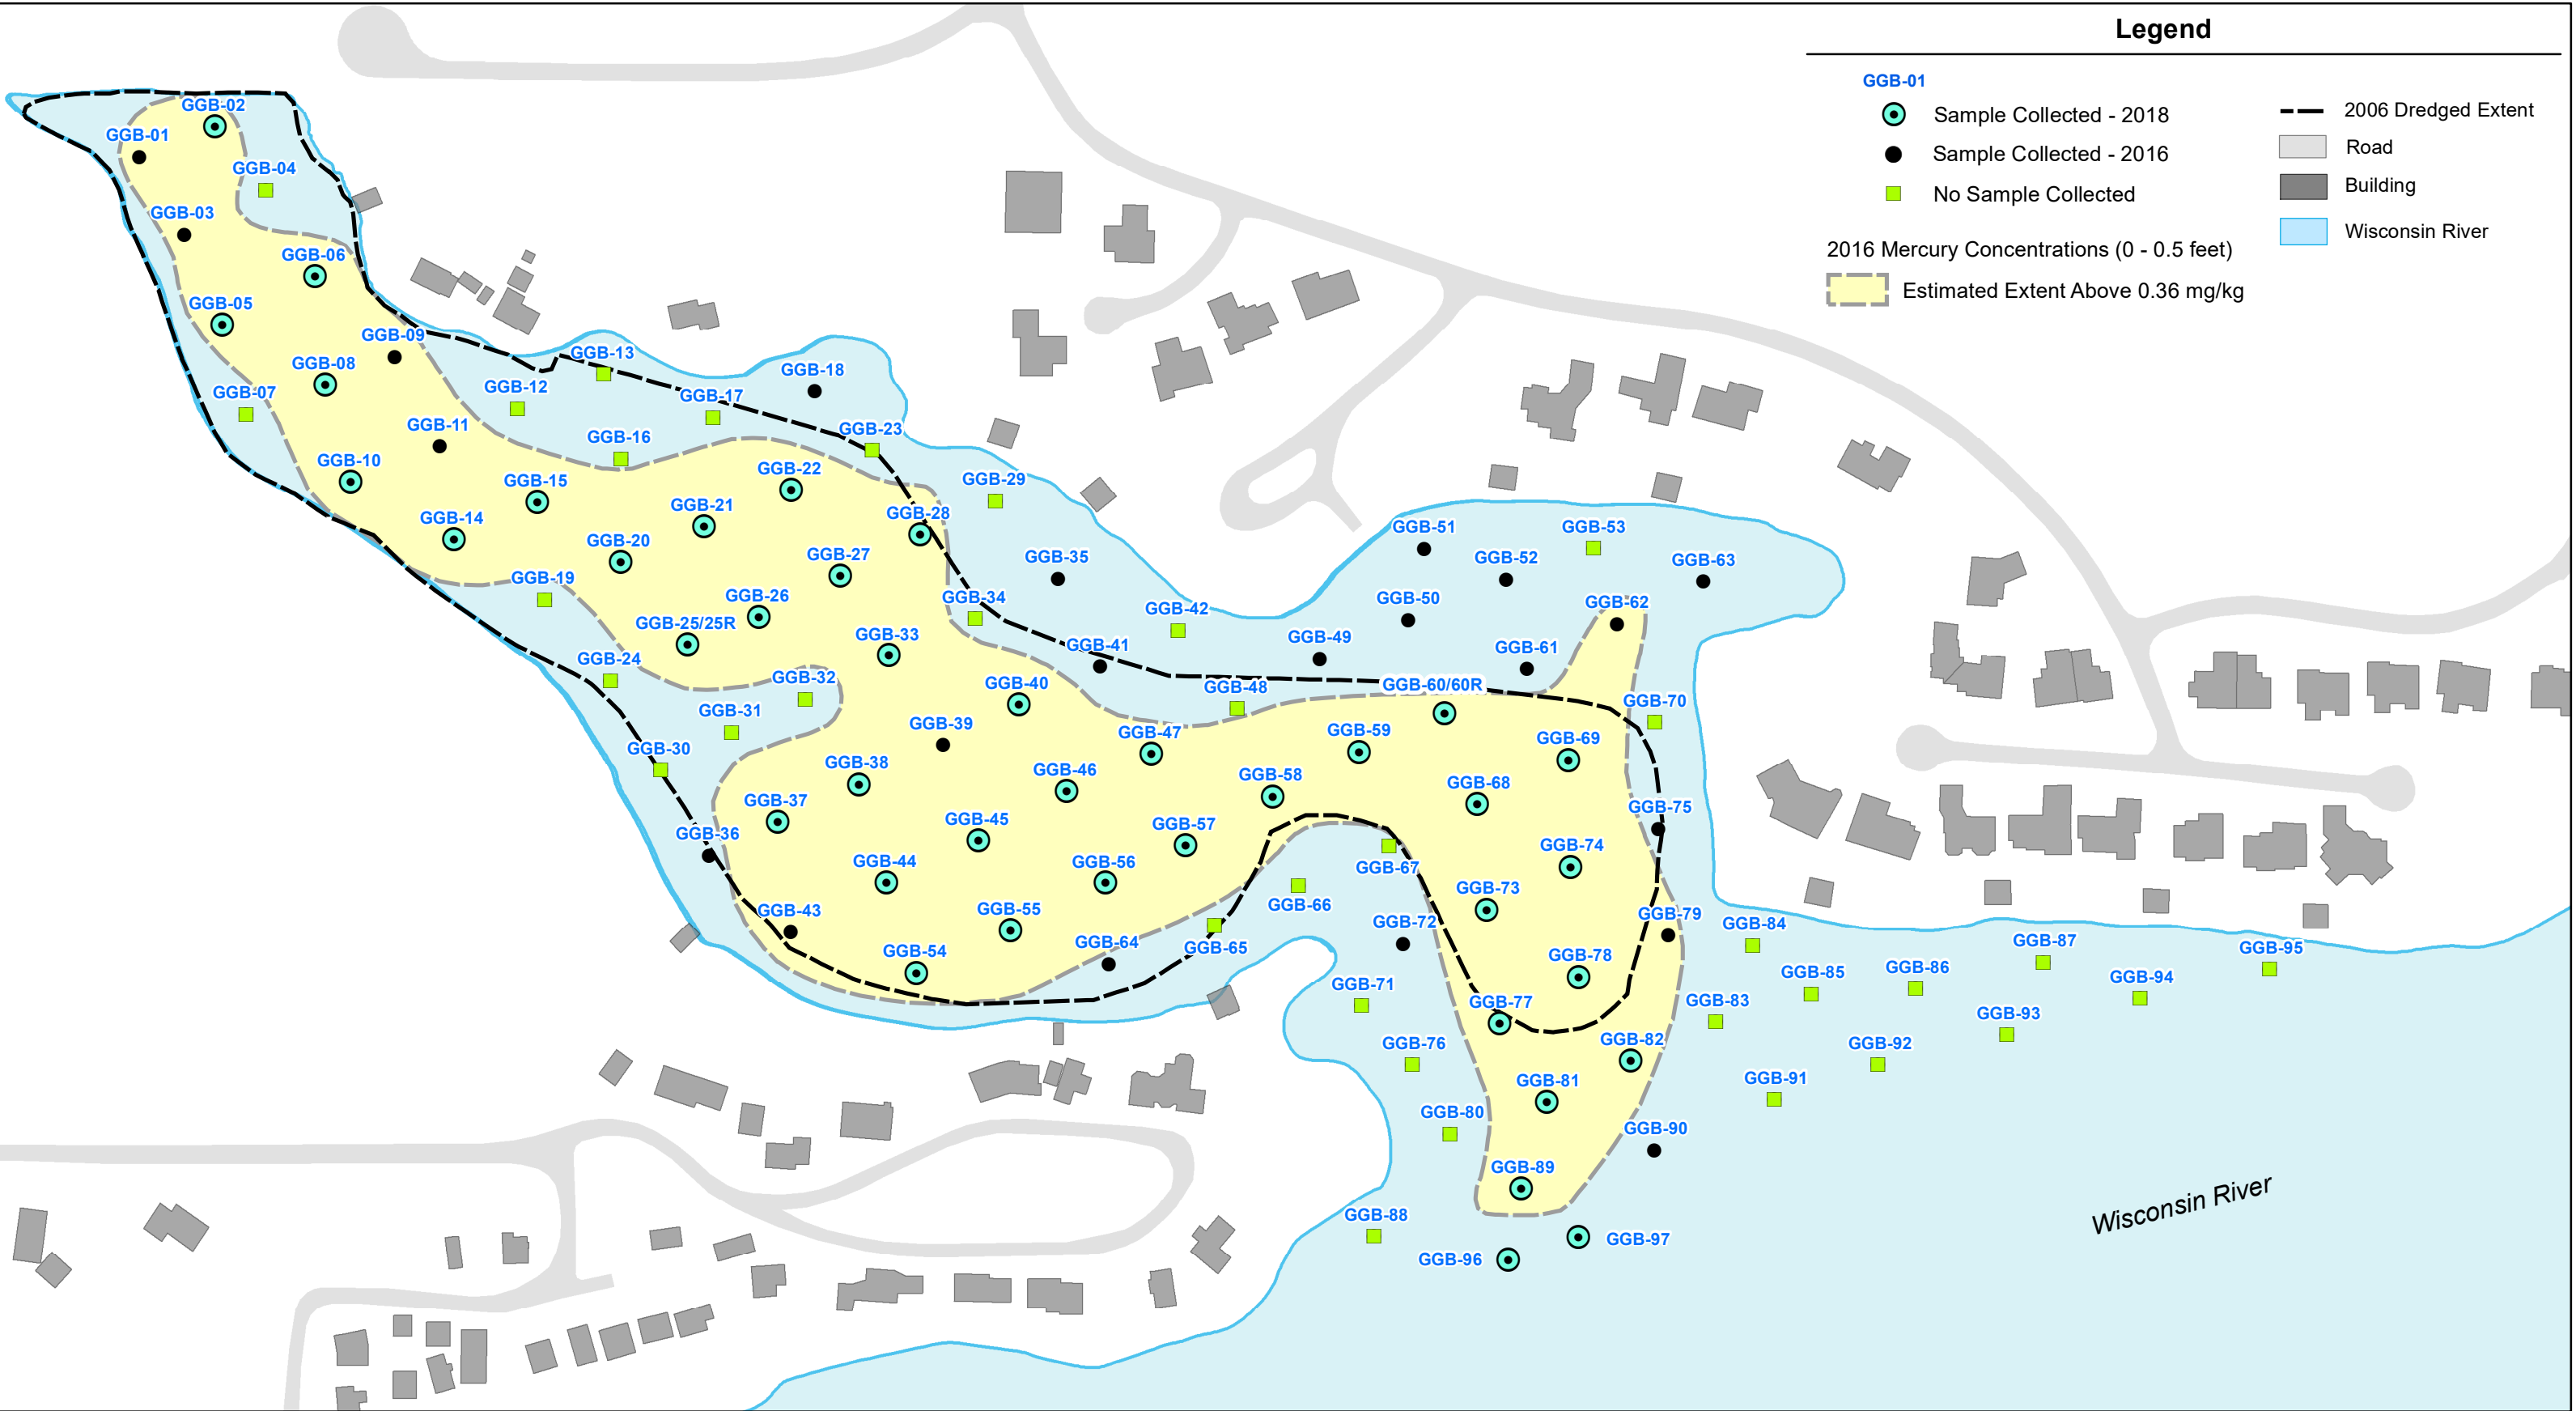 Legend
GGB-01
Sample Collected - 2018
Sample Collected - 2016
No Sample Collected
2016 Mercury Concentrations (0 - 0.5 feet)
Estimated Extent Above 0.36 mg/kg
2006 Dredged Extent
Road
Building
Wisconsin River
GGB-02
GGB-01
GGB-04
GGB-03
GGB-06
GGB-05
GGB-09
GGB-08
GGB-07
GGB-13
GGB-12
GGB-17
GGB-18
GGB-11
GGB-16
GGB-23
GGB-10
GGB-15
GGB-22
GGB-29
GGB-14
GGB-21
GGB-28
GGB-20
GGB-27
GGB-35
GGB-51
GGB-53
GGB-52
GGB-63
GGB-19
GGB-26
GGB-34
GGB-42
GGB-50
GGB-62
GGB-25/25R
GGB-33
GGB-41
GGB-49
GGB-61
GGB-24
GGB-32
GGB-40
GGB-48
GGB-60/60R
GGB-70
GGB-31
GGB-39
GGB-47
GGB-59
GGB-69
GGB-30
GGB-38
GGB-46
GGB-58
GGB-68
GGB-37
GGB-45
GGB-57
GGB-75
GGB-36
GGB-44
GGB-56
GGB-67
GGB-74
GGB-73
GGB-43
GGB-55
GGB-66
GGB-72
GGB-79
GGB-84
GGB-54
GGB-64
GGB-65
GGB-78
GGB-87
GGB-95
GGB-71
GGB-77
GGB-83
GGB-85
GGB-86
GGB-94
GGB-76
GGB-82
GGB-93
GGB-92
GGB-81
GGB-91
GGB-80
GGB-90
GGB-89
GGB-88
GGB-97
GGB-96
Wisconsin River